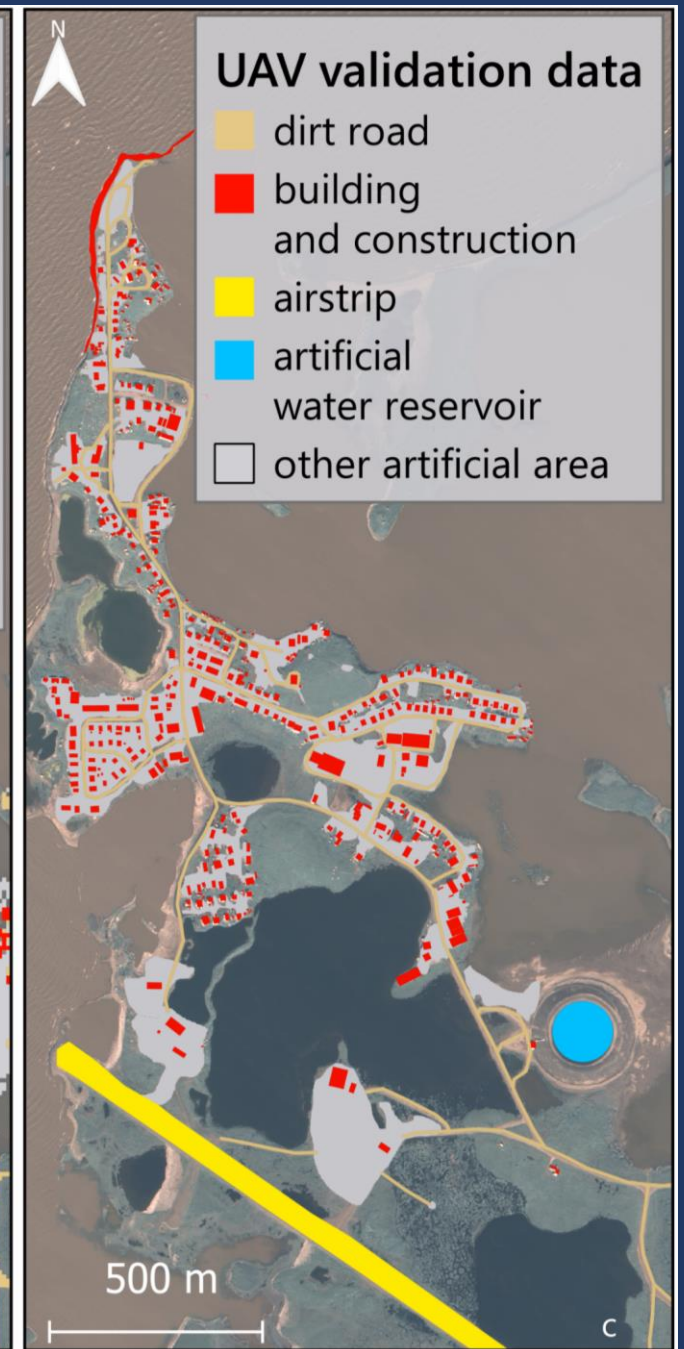 N
UAV validation data
dirt road
building
and construction
airstrip
artificial
water reservoir
other artificial area
500 m
C